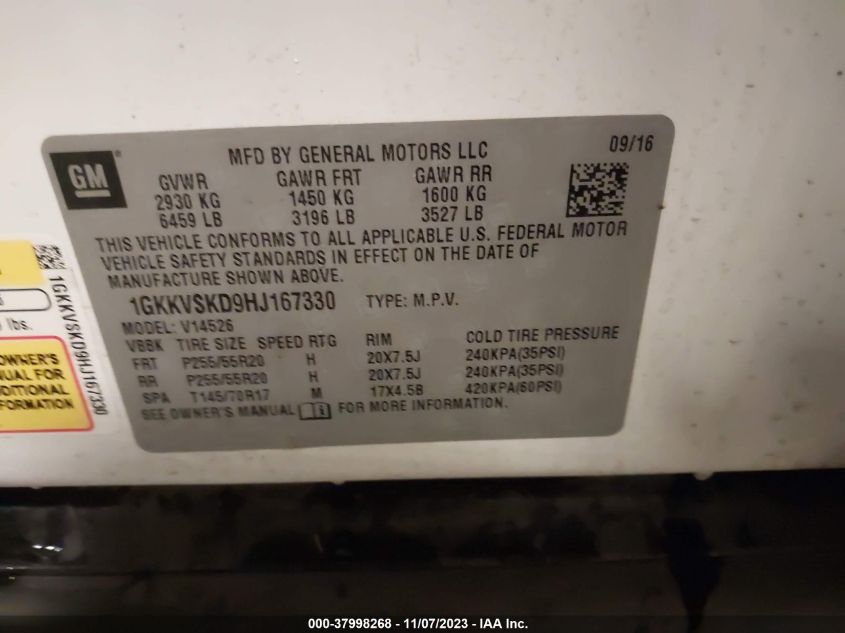 GM
MFD BY GENERAL MOTORS LLC 09/16
GVWR GAWR FRT GAWR RR
2930 KG 1450 KG 1600 KG
6459 LB 3196 LB 3527 LB
THIS VEHICLE CONFORMS TO ALL APPLICABLE U.S. FEDERAL MOTOR
VEHICLE SAFETY STANDARDS IN EFFECT ON THE DATE OF
MANUFACTURE SHOWN ABOVE.
1GKKVSKD9HJ167330 TYPE: M.P.V.
MODEL: V14526
VBBK TIRE SIZE SPEED RTG RIM COLD TIRE PRESSURE
FRT P255/55R20 H 20X7.5J 240KPA(35PSI)
RR P255/55R20 H 20X7.5J 240KPA(35PSI)
SPA T145/70R17 M 17X4.5B 420KPA(60PSI)
SEE OWNER'S MANUAL FOR MORE INFORMATION.
1GKKVSKD9HJ167330
lbs.
OWNER'S
FOR
000-37998268 - 11/07/2023 - IAA Inc.